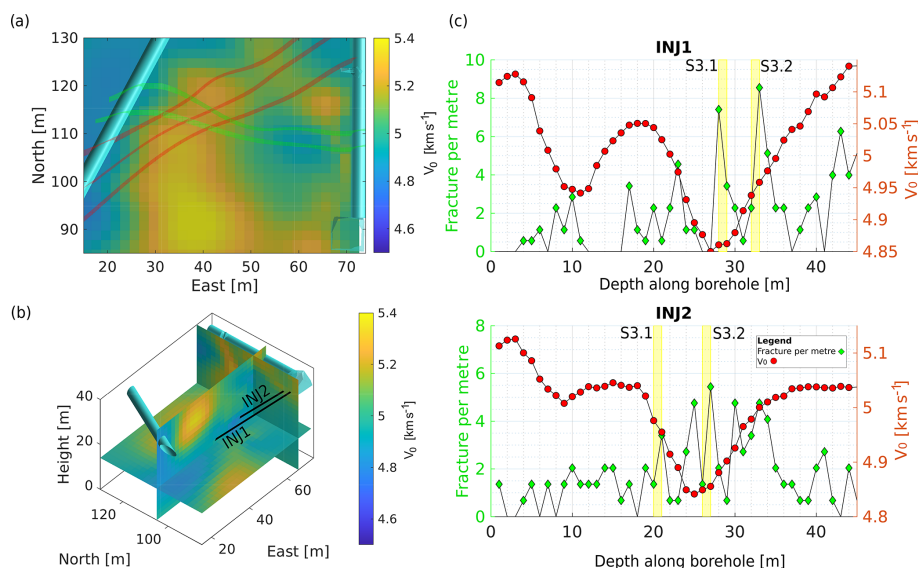 (a)
130
120
110
100
90
North [m]
20 30 40 50 60 70
East [m]
5.4
5.2
5
4.8
4.6
V0 [km s-1]
(b)
40
20
0
Height [m]
120
100
North [m]
20
40
60
East [m]
INJ2
INJ1
5.4
5.2
5
4.8
4.6
V0 [km s-1]
(c)
INJ1
S3.1 S3.2
10
8
6
4
2
0
Fracture per metre
5.1
5.05
5
4.95
4.9
4.85
V0 [km s-1]
0 10 20 30 40
Depth along borehole [m]
INJ2
S3.1 S3.2
8
6
4
2
0
Fracture per metre
Legend
Fracture per metre
V0
5.1
5
4.9
4.8
V0 [km s-1]
0 10 20 30 40
Depth along borehole [m]